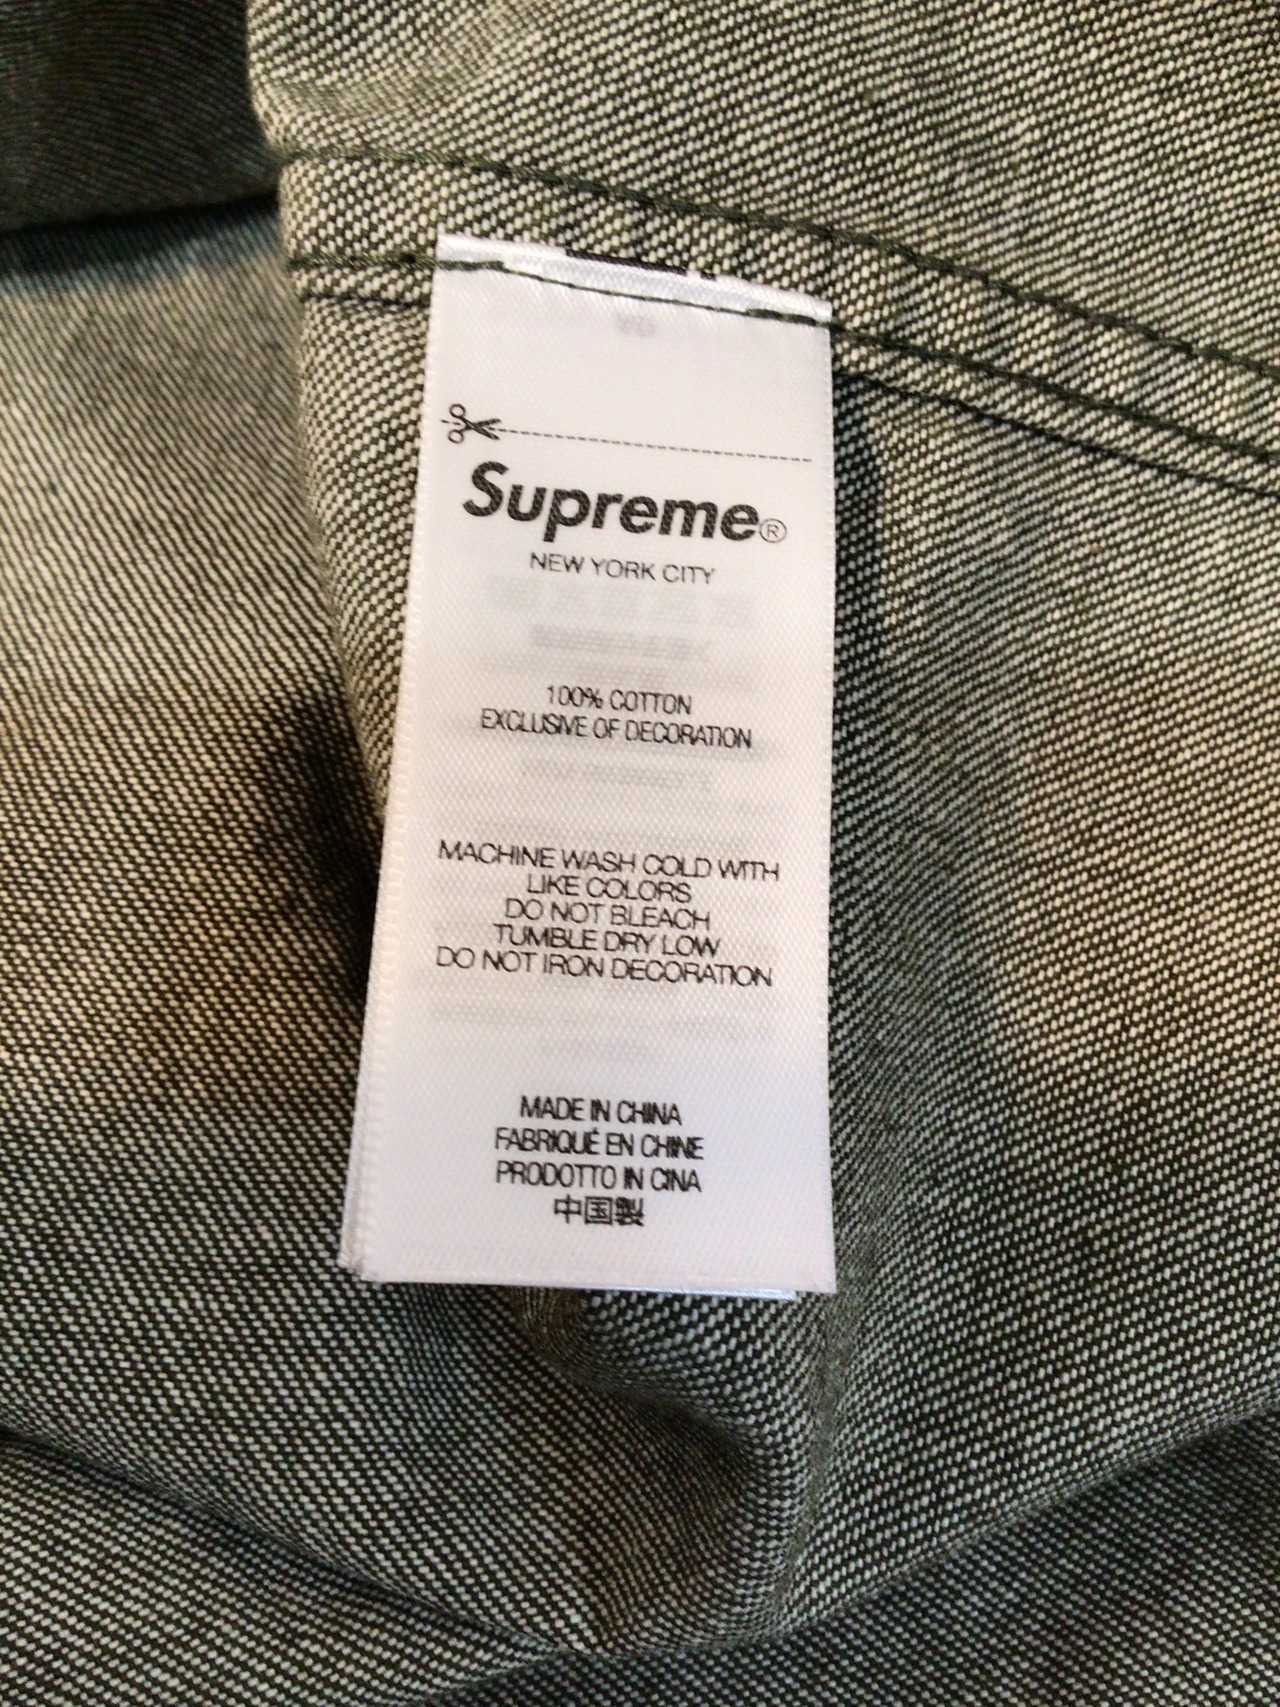 Supreme®
NEW YORK CITY
100% COTTON
EXCLUSIVE OF DECORATION
MACHINE WASH COLD WITH
LIKE COLORS
DO NOT BLEACH
TUMBLE DRY LOW
DO NOT IRON DECORATION
MADE IN CHINA
FABRIQUÉ EN CHINE
PRODOTTO IN CINA
中国製